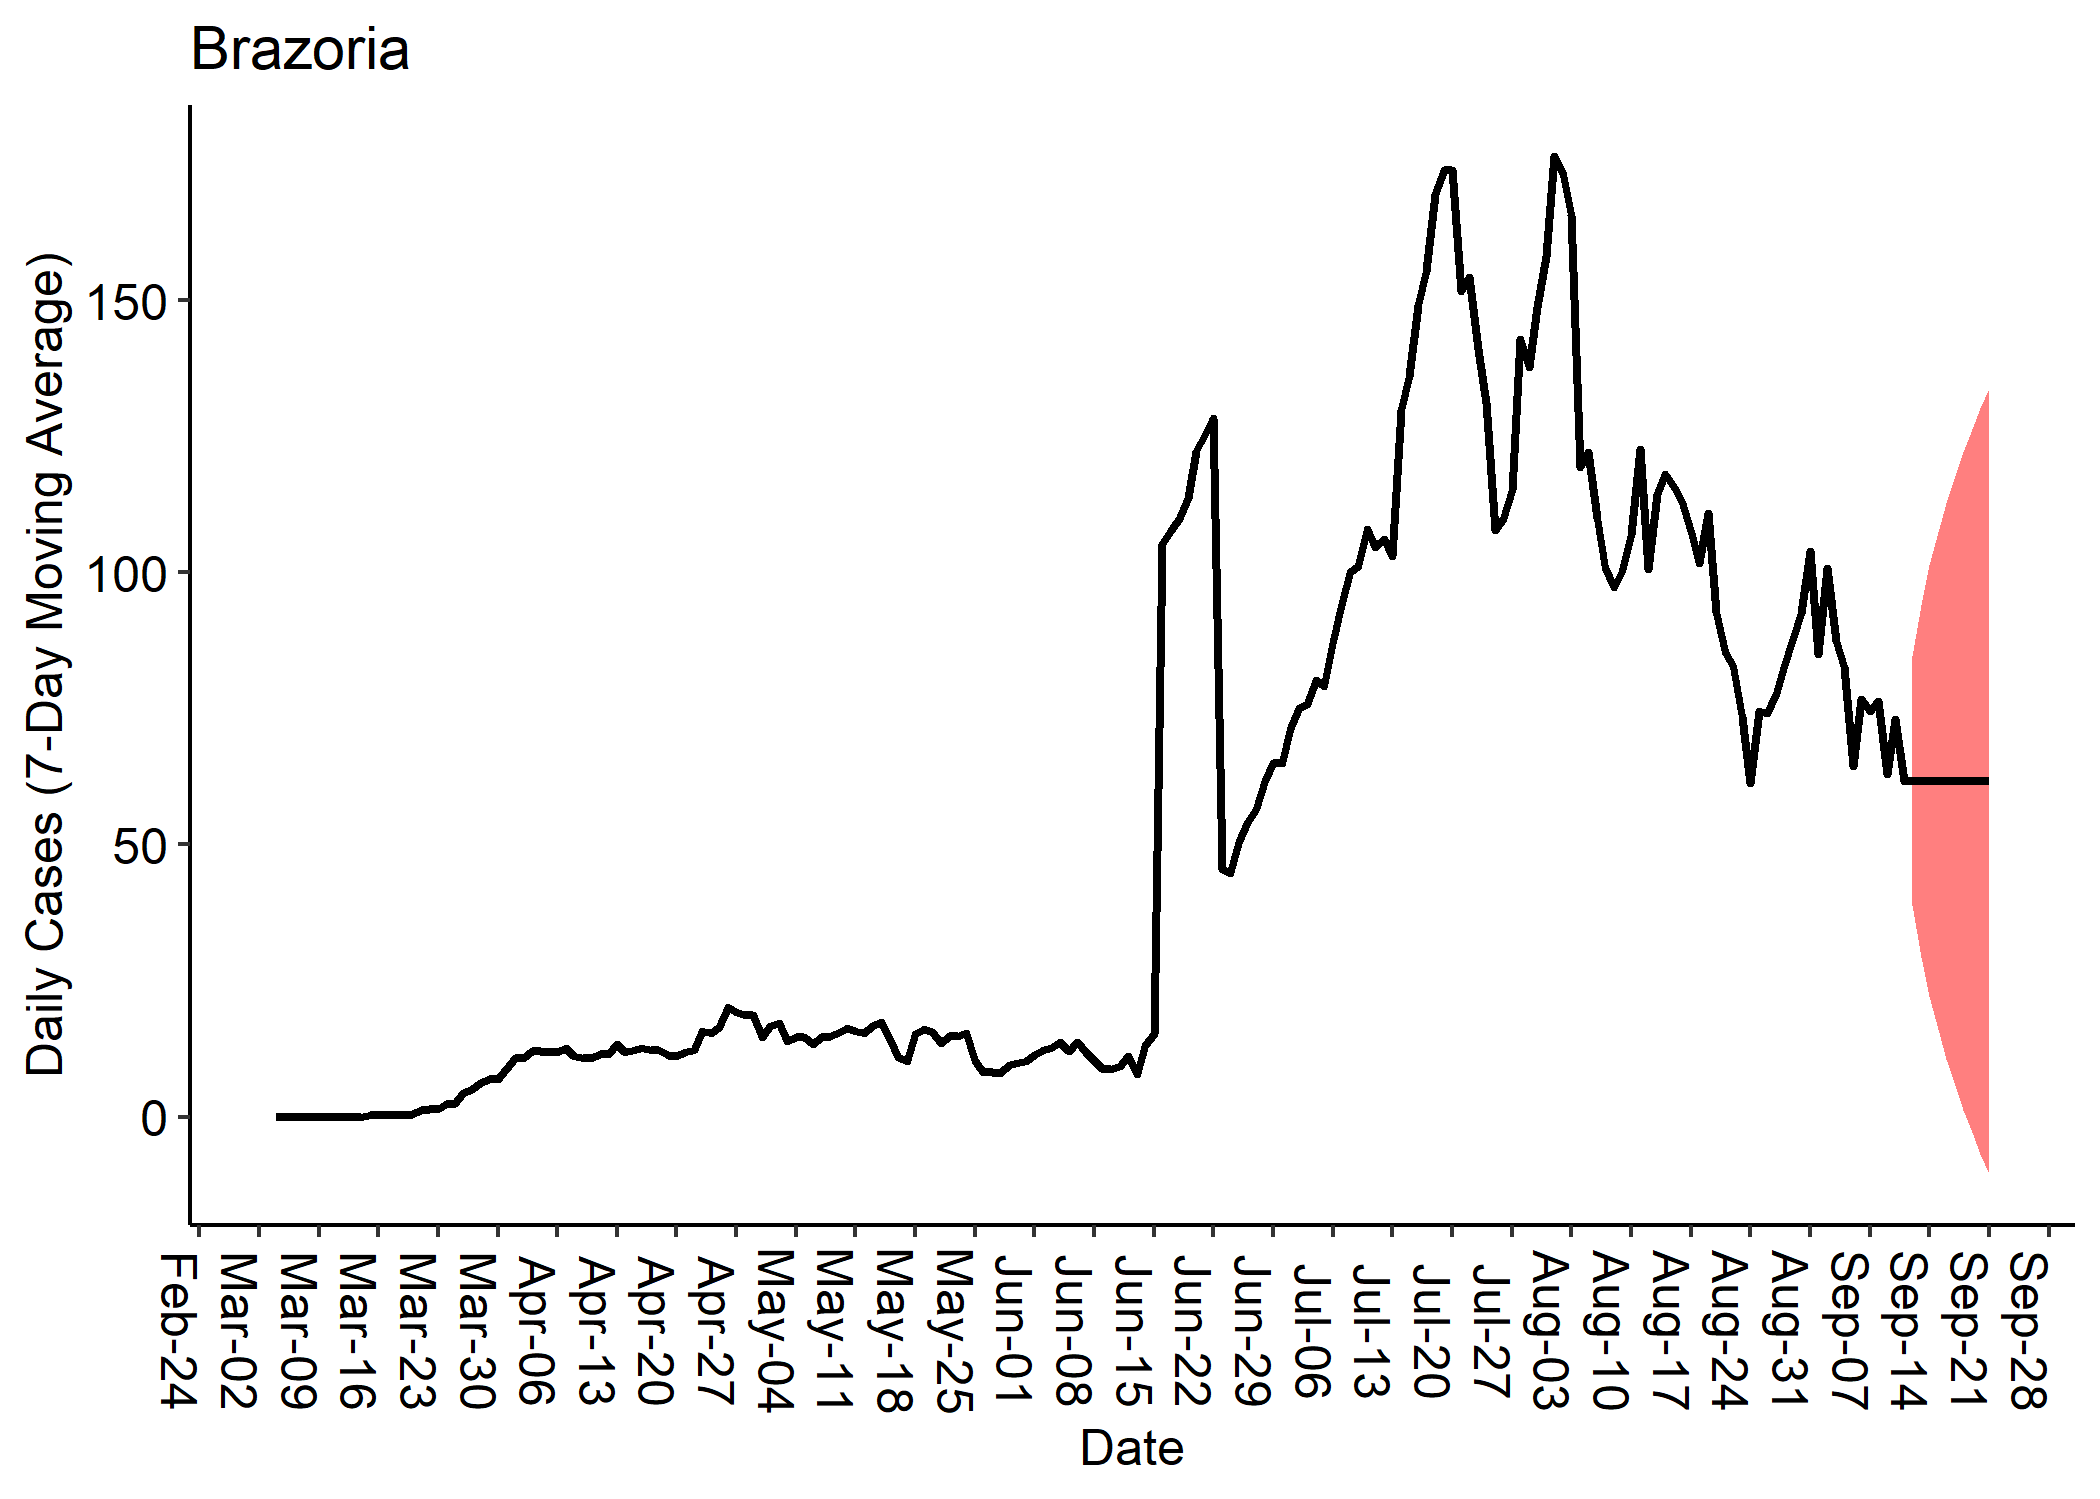 Brazoria
Daily Cases (7-Day Moving Average)
150
100
50
0
Feb-24
Mar-02
Mar-09
Mar-16
Mar-23
Mar-30
Apr-06
Apr-13
Apr-20
Apr-27
May-04
May-11
May-18
May-25
Jun-01
Jun-08
Jun-15
Jun-22
Jun-29
Jul-06
Jul-13
Jul-20
Jul-27
Aug-03
Aug-10
Aug-17
Aug-24
Aug-31
Sep-07
Sep-14
Sep-21
Sep-28
Date